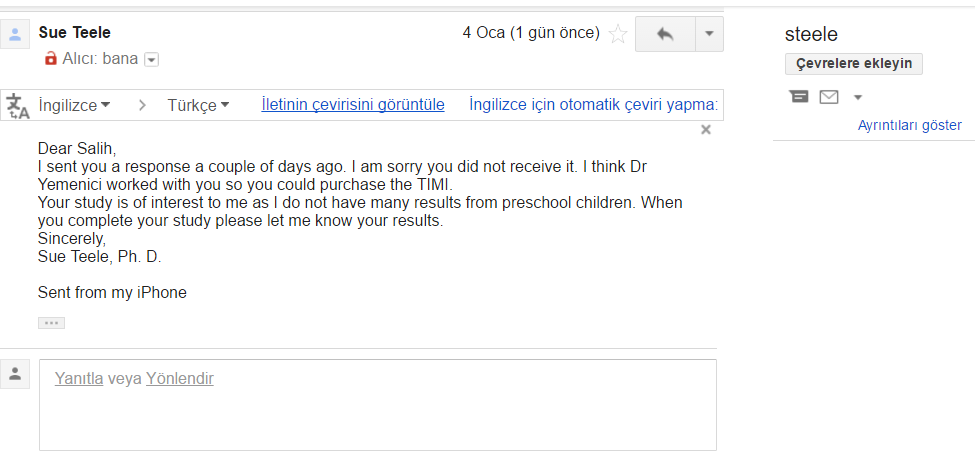 Sue Teele
4 Oca (1 gün önce)
Alıcı: bana
İngilizce
Türkçe
İletinin çevirisini görüntüle
İngilizce için otomatik çeviri yapma:
Dear Salih,
I sent you a response a couple of days ago. I am sorry you did not receive it. I think Dr
Yemenici worked with you so you could purchase the TIMI.
Your study is of interest to me as I do not have many results from preschool children. When
you complete your study please let me know your results.
Sincerely,
Sue Teele, Ph. D.
Sent from my iPhone
Yanıtla veya Yönlendir
steele
Çevrelere ekleyin
Ayrıntıları göster